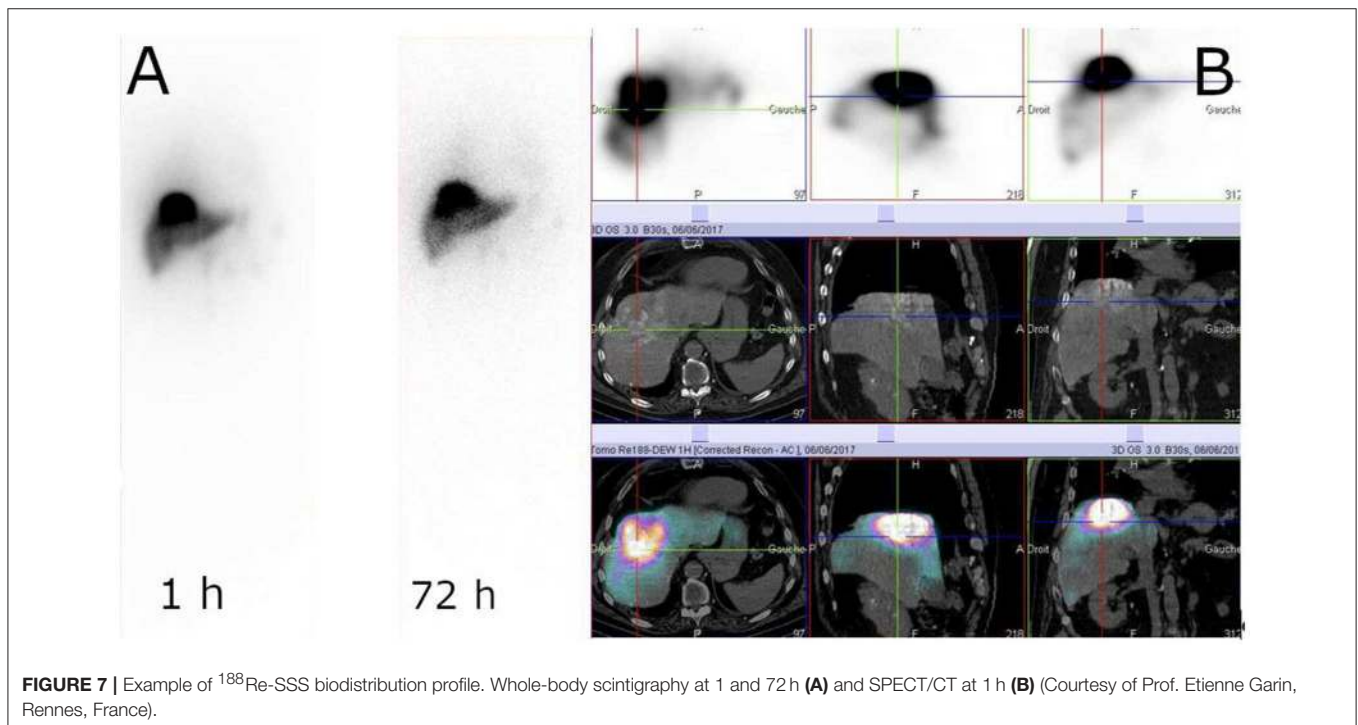 A
1 h
72 h
B
Droit
Gauche
P
97
P
A
F
218
Droit
Gauche
F
312
3D OS 3.0 B30s, 06/06/2017
A
Droit
Gauche
P
97
H
P
A
F
218
H
Droit
Gauche
F
312
Tomo Re188-DEW 1H [Corrected Recon - AC], 06/06/2017
3D OS 3.0 B30s, 06/06/201
A
Droit
Gauche
P
97
H
P
A
F
218
H
Droit
Gauche
F
312
FIGURE 7 | Example of 188Re-SSS biodistribution profile. Whole-body scintigraphy at 1 and 72 h (A) and SPECT/CT at 1 h (B) (Courtesy of Prof. Etienne Garin,
Rennes, France).